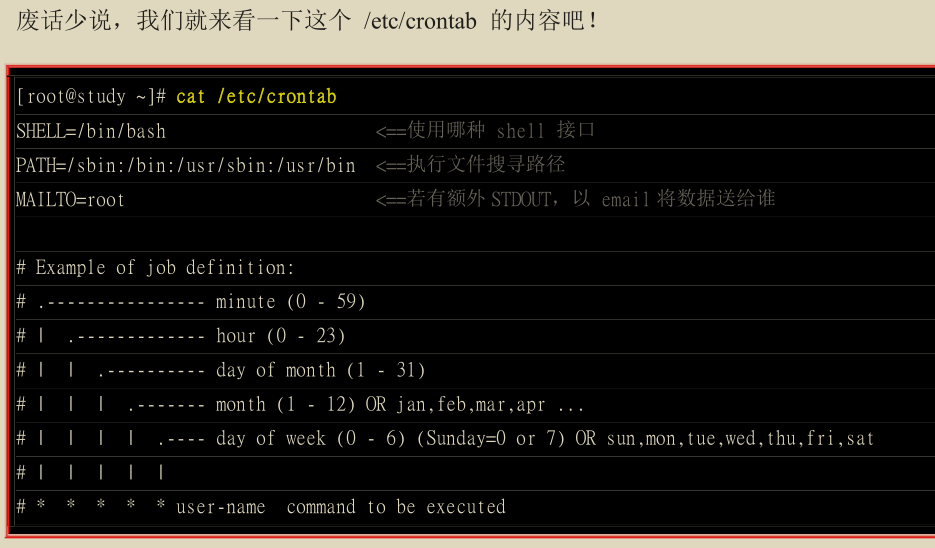 废话少说，我们就来看一下这个 /etc/crontab 的内容吧！
[root@study ~]# cat /etc/crontab
SHELL=/bin/bash <==使用哪种 shell 接口
PATH=/sbin:/bin:/usr/sbin:/usr/bin <==执行文件搜寻路径
MAILTO=root <==若有额外 STDOUT，以 email 将数据送给谁
# Example of job definition:
# .---------------- minute (0 - 59)
# |  .------------- hour (0 - 23)
# |  |  .---------- day of month (1 - 31)
# |  |  |  .------- month (1 - 12) OR jan,feb,mar,apr ...
# |  |  |  |  .---- day of week (0 - 6) (Sunday=0 or 7) OR sun,mon,tue,wed,thu,fri,sat
# |  |  |  |  |
# *  *  *  *  * user-name  command to be executed